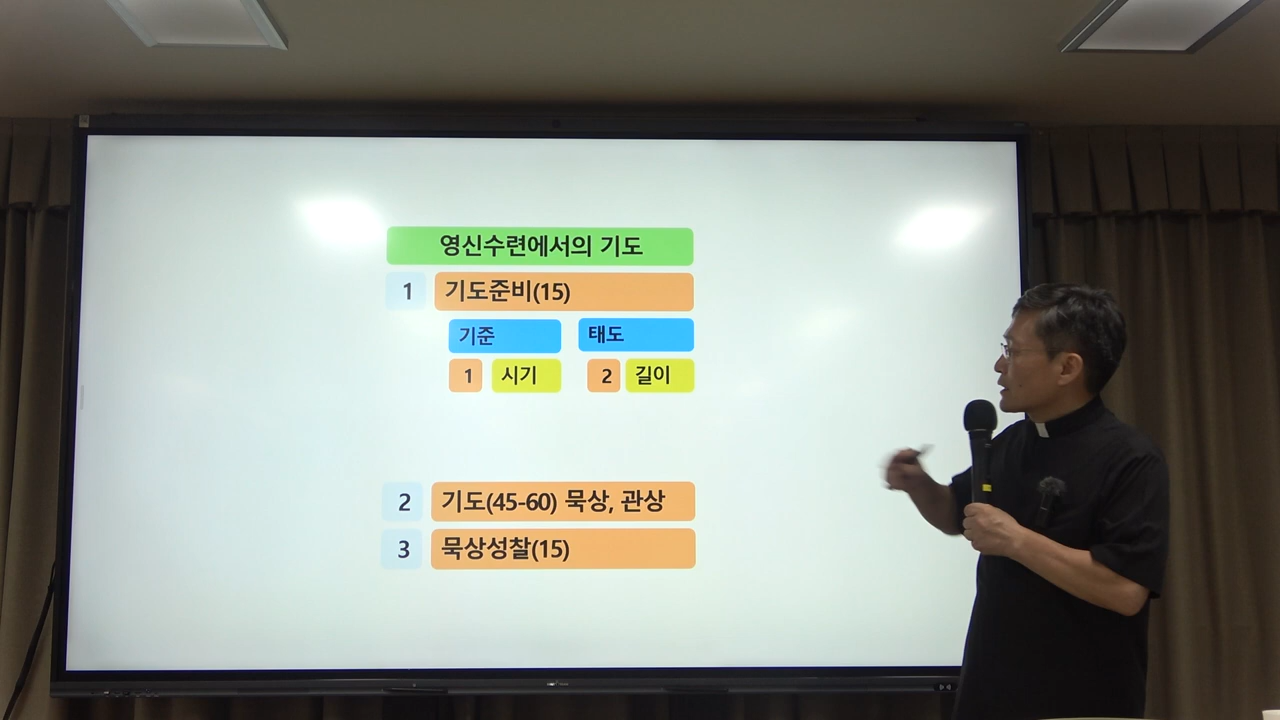 영신수련에서의 기도
1 기도준비(15)
기준 태도
1 시기 2 길이
2 기도(45-60) 묵상, 관상
3 묵상성찰(15)